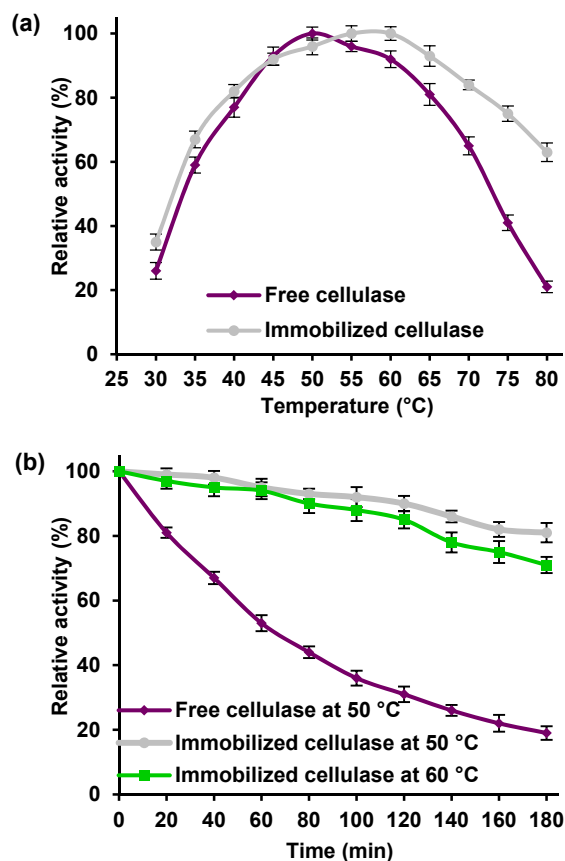 (a)
Relative activity (%)
120
100
80
60
40
20
0
Free cellulase
Immobilized cellulase
25 30 35 40 45 50 55 60 65 70 75 80
Temperature (°C)
(b)
Relative activity (%)
100
80
60
40
20
0
Free cellulase at 50 °C
Immobilized cellulase at 50 °C
Immobilized cellulase at 60 °C
0 20 40 60 80 100 120 140 160 180
Time (min)